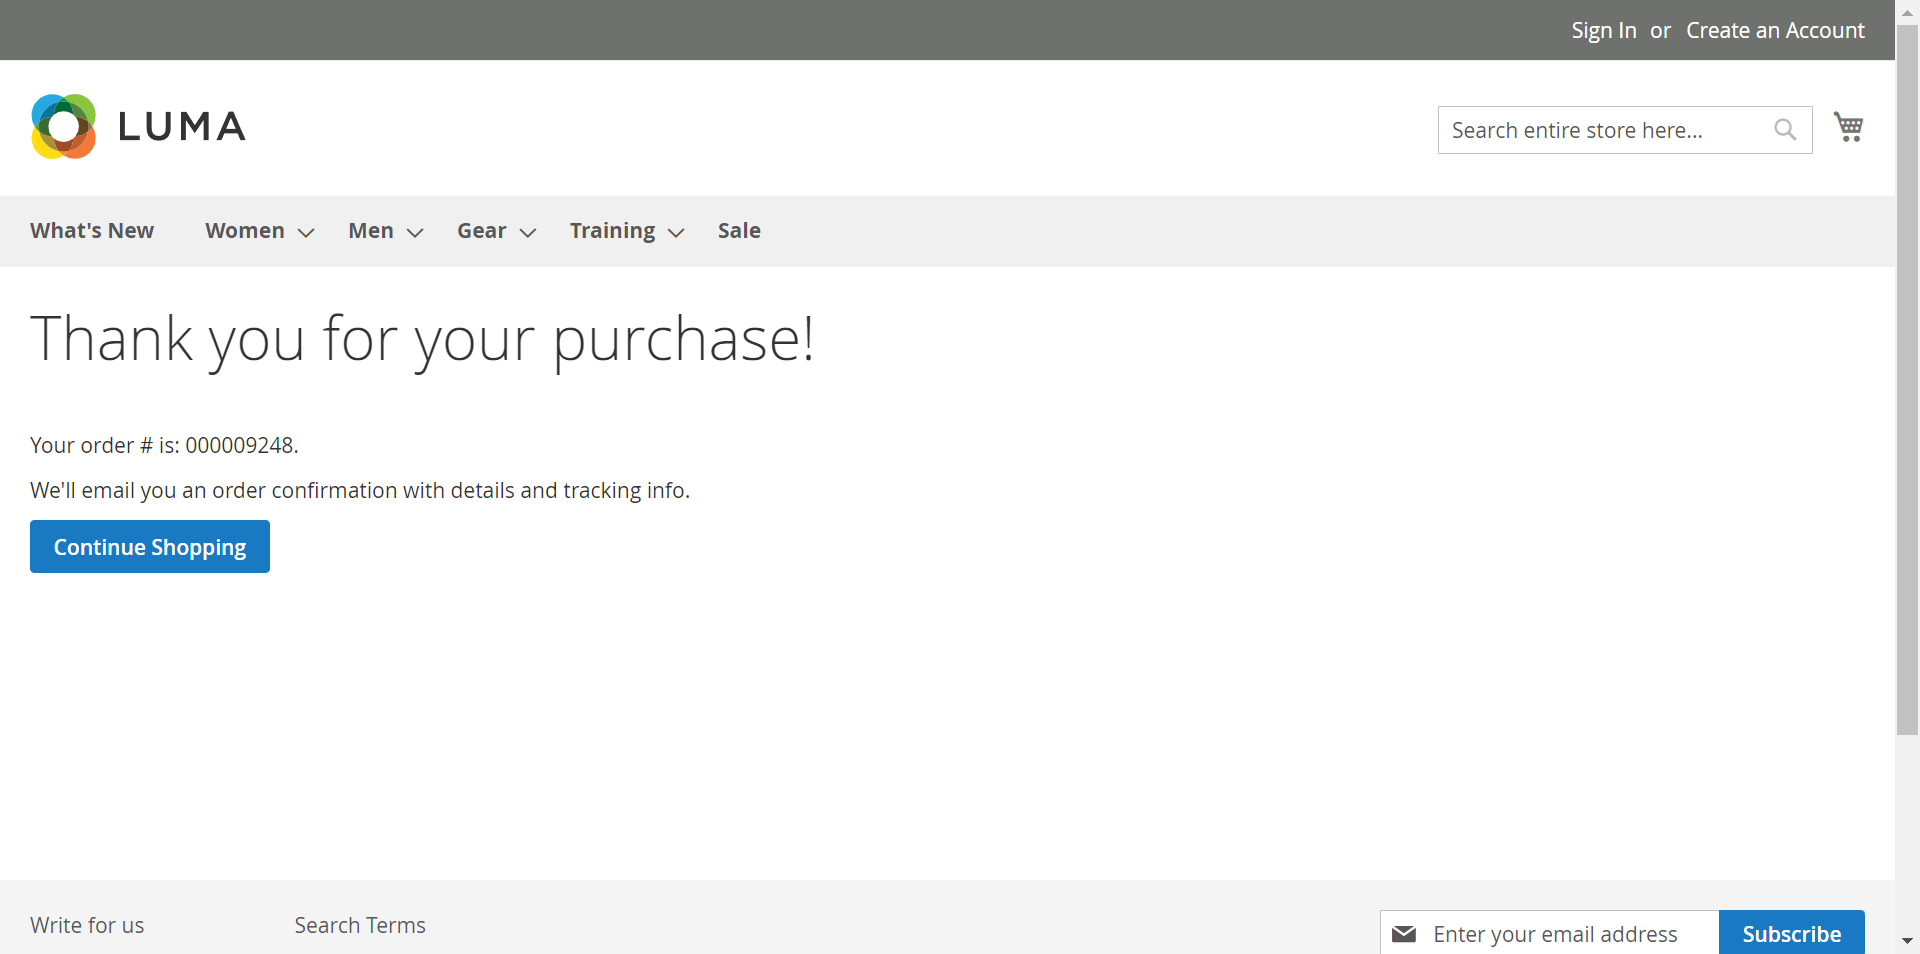 Sign In or Create an Account
LUMA
Search entire store here...
What's New Women Men Gear Training Sale
Thank you for your purchase!
Your order # is: 000009248.
We'll email you an order confirmation with details and tracking info.
Continue Shopping
Write for us Search Terms
Enter your email address Subscribe